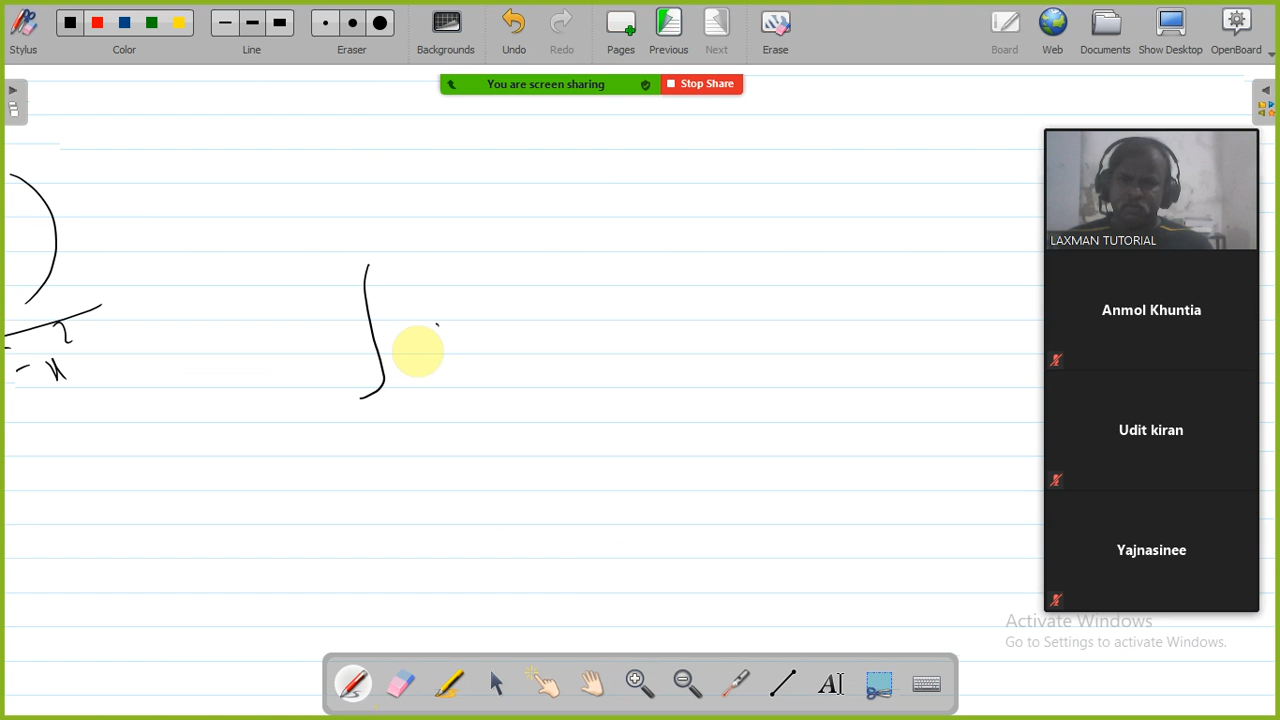 Stylus
Color
Line
Eraser
Backgrounds
Undo
Redo
Pages
Previous
Next
Erase
Board
Web
Documents
Show Desktop
OpenBoard
You are screen sharing
Stop Share
LAXMAN TUTORIAL
Anmol Khuntia
Udit kiran
Yajnasinee
- x
Activate Windows
Go to Settings to activate Windows.
AI